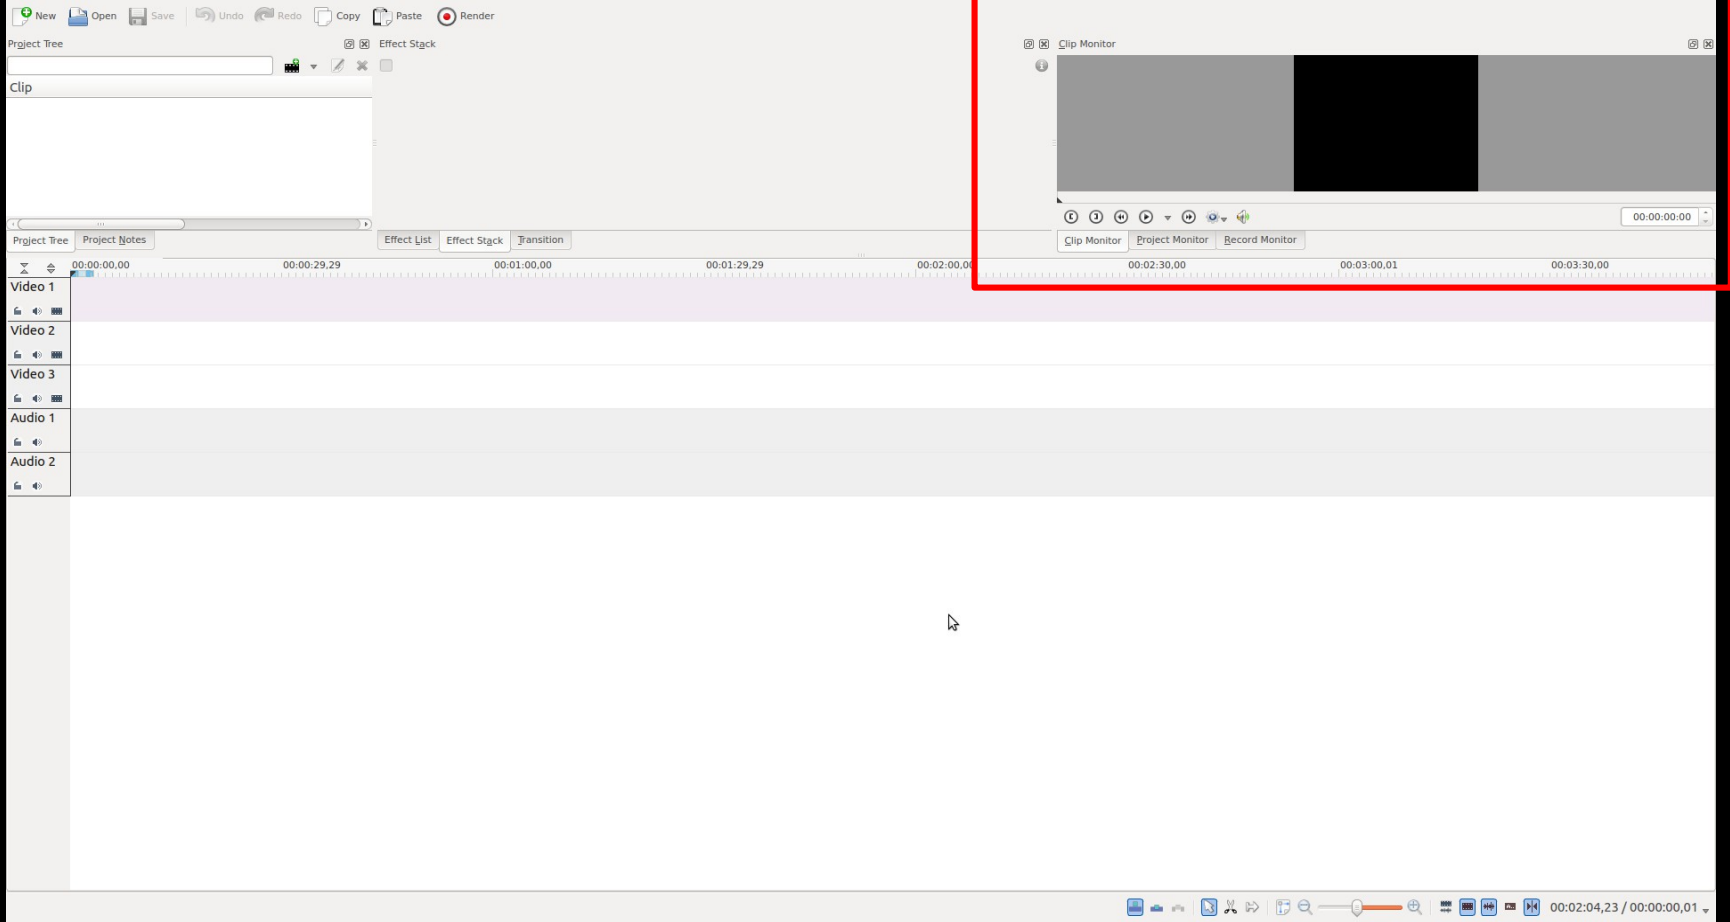 New Open Save Undo Redo Copy Paste Render
Project Tree Effect Stack Clip Monitor
Clip
00:00:00:00
Project Tree Project Notes Effect List Effect Stack Transition Clip Monitor Project Monitor Record Monitor
00:00:00,00 00:00:29,29 00:01:00,00 00:01:29,29 00:02:00,00 00:02:30,00 00:03:00,01 00:03:30,00
Video 1
Video 2
Video 3
Audio 1
Audio 2
00:02:04,23 / 00:00:00,01